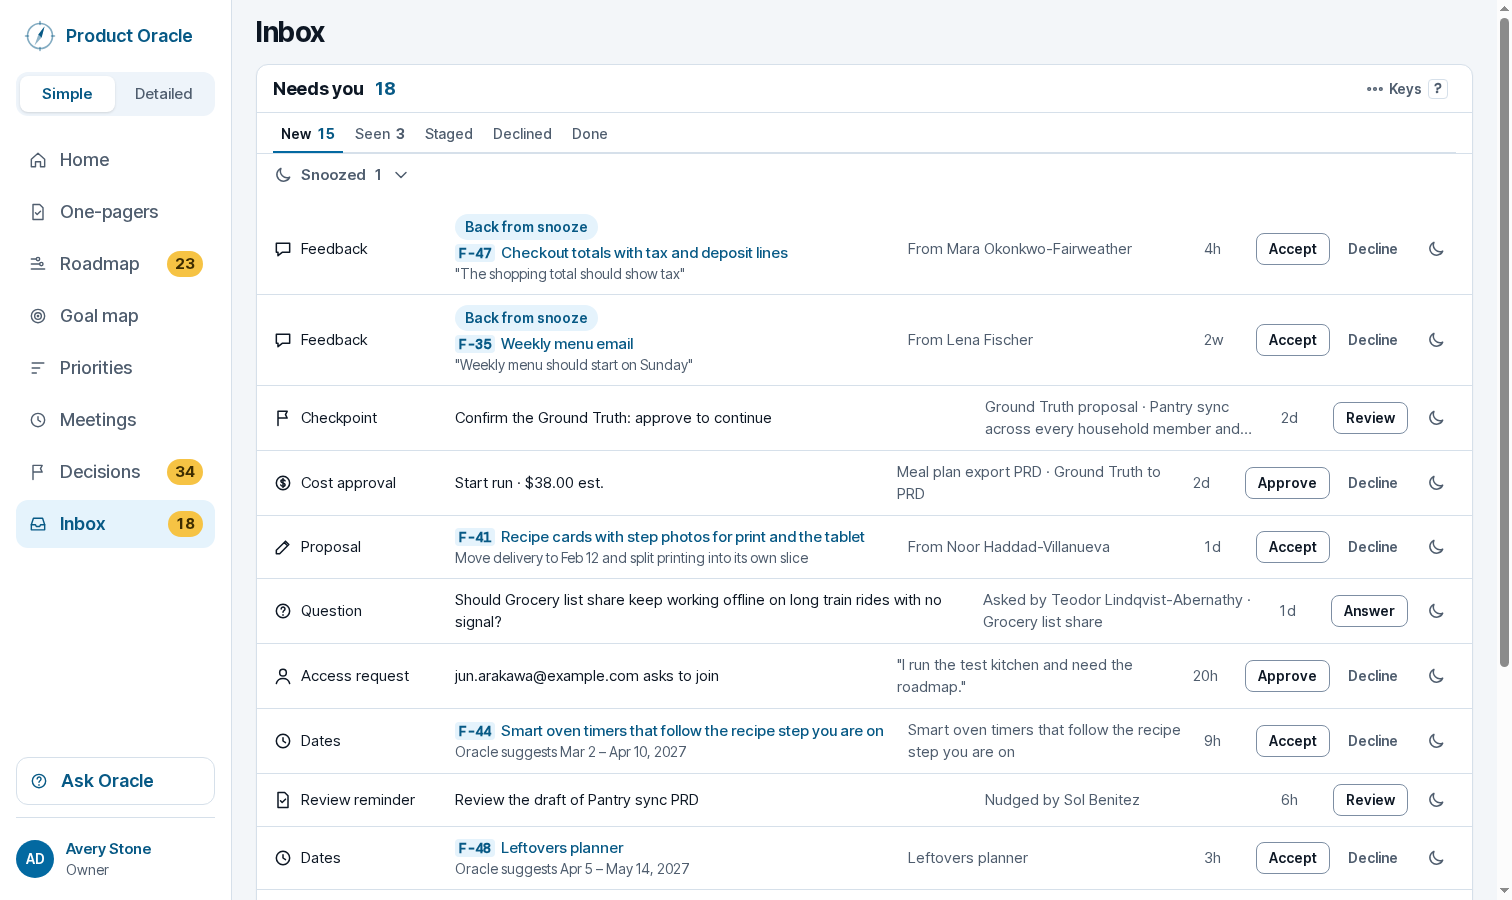 Product Oracle
Simple Detailed
Home
One-pagers
Roadmap 23
Goal map
Priorities
Meetings
Decisions 34
Inbox 18
Ask Oracle
AD Avery Stone
Owner
Inbox
Needs you 18 ··· Keys ?
New 15 Seen 3 Staged Declined Done
Snoozed 1
Back from snooze
Feedback F-47 Checkout totals with tax and deposit lines From Mara Okonkwo-Fairweather 4h Accept Decline
"The shopping total should show tax"
Back from snooze
Feedback F-35 Weekly menu email From Lena Fischer 2w Accept Decline
"Weekly menu should start on Sunday"
Checkpoint Confirm the Ground Truth: approve to continue Ground Truth proposal · Pantry sync 2d Review
across every household member and...
Cost approval Start run · $38.00 est. Meal plan export PRD · Ground Truth to 2d Approve Decline
PRD
Proposal F-41 Recipe cards with step photos for print and the tablet From Noor Haddad-Villanueva 1d Accept Decline
Move delivery to Feb 12 and split printing into its own slice
Question Should Grocery list share keep working offline on long train rides with no Asked by Teodor Lindqvist-Abernathy · 1d Answer
signal? Grocery list share
Access request jun.arakawa@example.com asks to join "I run the test kitchen and need the 20h Approve Decline
roadmap."
Dates F-44 Smart oven timers that follow the recipe step you are on Smart oven timers that follow the recipe 9h Accept Decline
Oracle suggests Mar 2 – Apr 10, 2027 step you are on
Review reminder Review the draft of Pantry sync PRD Nudged by Sol Benitez 6h Review
Dates F-48 Leftovers planner Leftovers planner 3h Accept Decline
Oracle suggests Apr 5 – May 14, 2027